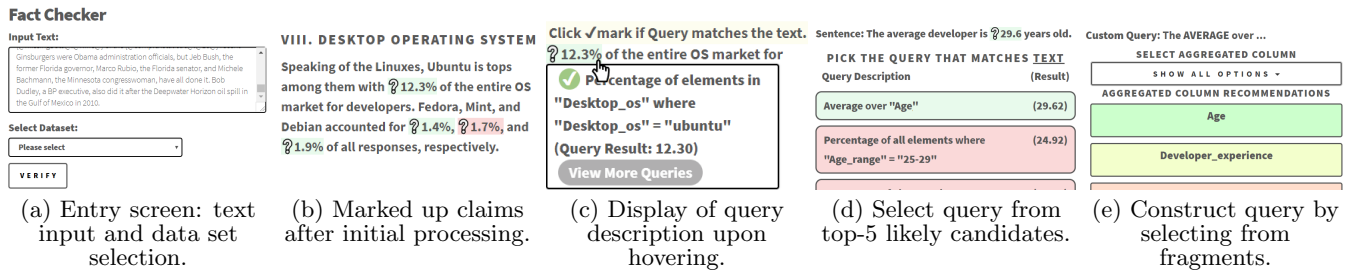 Fact Checker
Input Text:
Ginsburgers were Obama administration officials, but Jeb Bush, the
former Florida governor, Marco Rubio, the Florida senator, and Michele
Bachmann, the Minnesota congresswoman, have all done it. Bob
Dudley, a BP executive, also did it after the Deepwater Horizon oil spill in
the Gulf of Mexico in 2010.
Select Dataset:
Please select
VERIFY
(a) Entry screen: text
input and data set
selection.
VIII. DESKTOP OPERATING SYSTEM
Speaking of the Linuxes, Ubuntu is tops
among them with ? 12.3% of the entire OS
market for developers. Fedora, Mint, and
Debian accounted for ? 1.4%, ? 1.7%, and
? 1.9% of all responses, respectively.
(b) Marked up claims
after initial processing.
Click ✓mark if Query matches the text.
? 12.3% of the entire OS market for
Percentage of elements in
"Desktop_os" where
"Desktop_os" = "ubuntu"
(Query Result: 12.30)
View More Queries
(c) Display of query
description upon
hovering.
Sentence: The average developer is ? 29.6 years old.
PICK THE QUERY THAT MATCHES TEXT
Query Description (Result)
Average over "Age" (29.62)
Percentage of all elements where (24.92)
"Age_range" = "25-29"
(d) Select query from
top-5 likely candidates.
Custom Query: The AVERAGE over ...
SELECT AGGREGATED COLUMN
SHOW ALL OPTIONS
AGGREGATED COLUMN RECOMMENDATIONS
Age
Developer_experience
(e) Construct query by
selecting from
fragments.